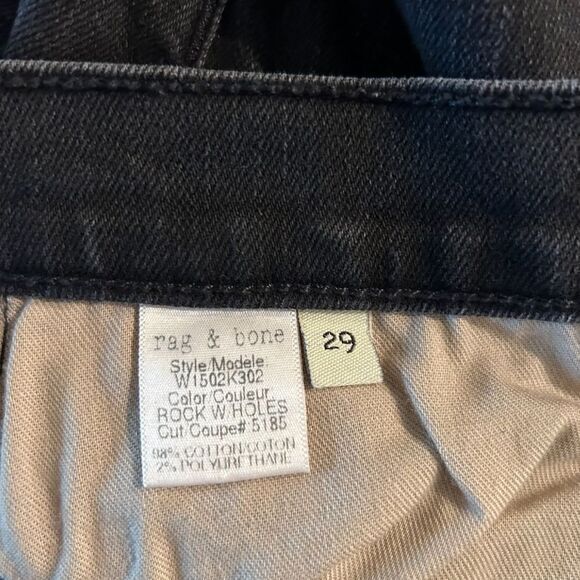 rag & bone
Style/Modele:
W1502K302
Color/Couleur
ROCK W HOLES
Cut/Coupe# 5185
98% COTTON/COTON
2% POLYURETHANE
29